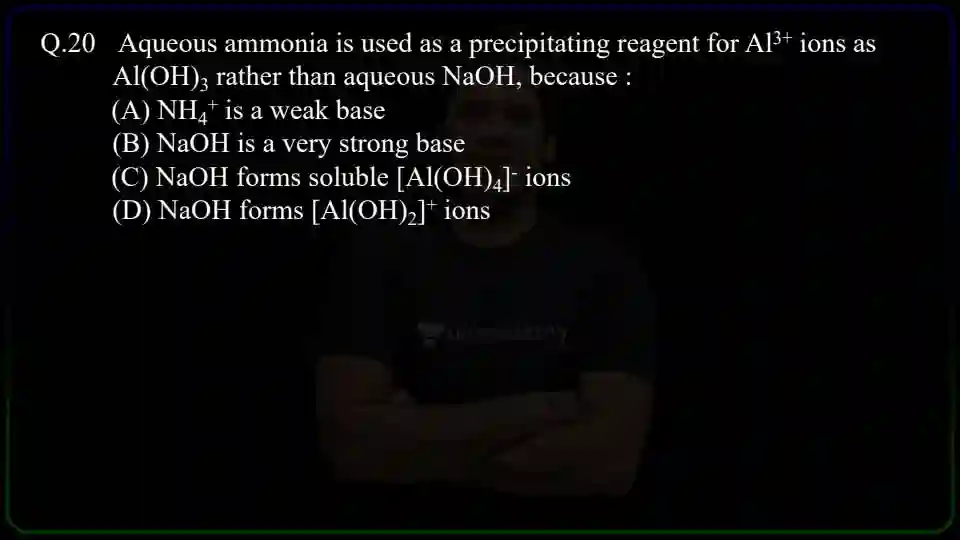 Q.20 Aqueous ammonia is used as a precipitating reagent for Al³⁺ ions as
Al(OH)₃ rather than aqueous NaOH, because :
(A) NH₄⁺ is a weak base
(B) NaOH is a very strong base
(C) NaOH forms soluble [Al(OH)₄]⁻ ions
(D) NaOH forms [Al(OH)₂]⁺ ions